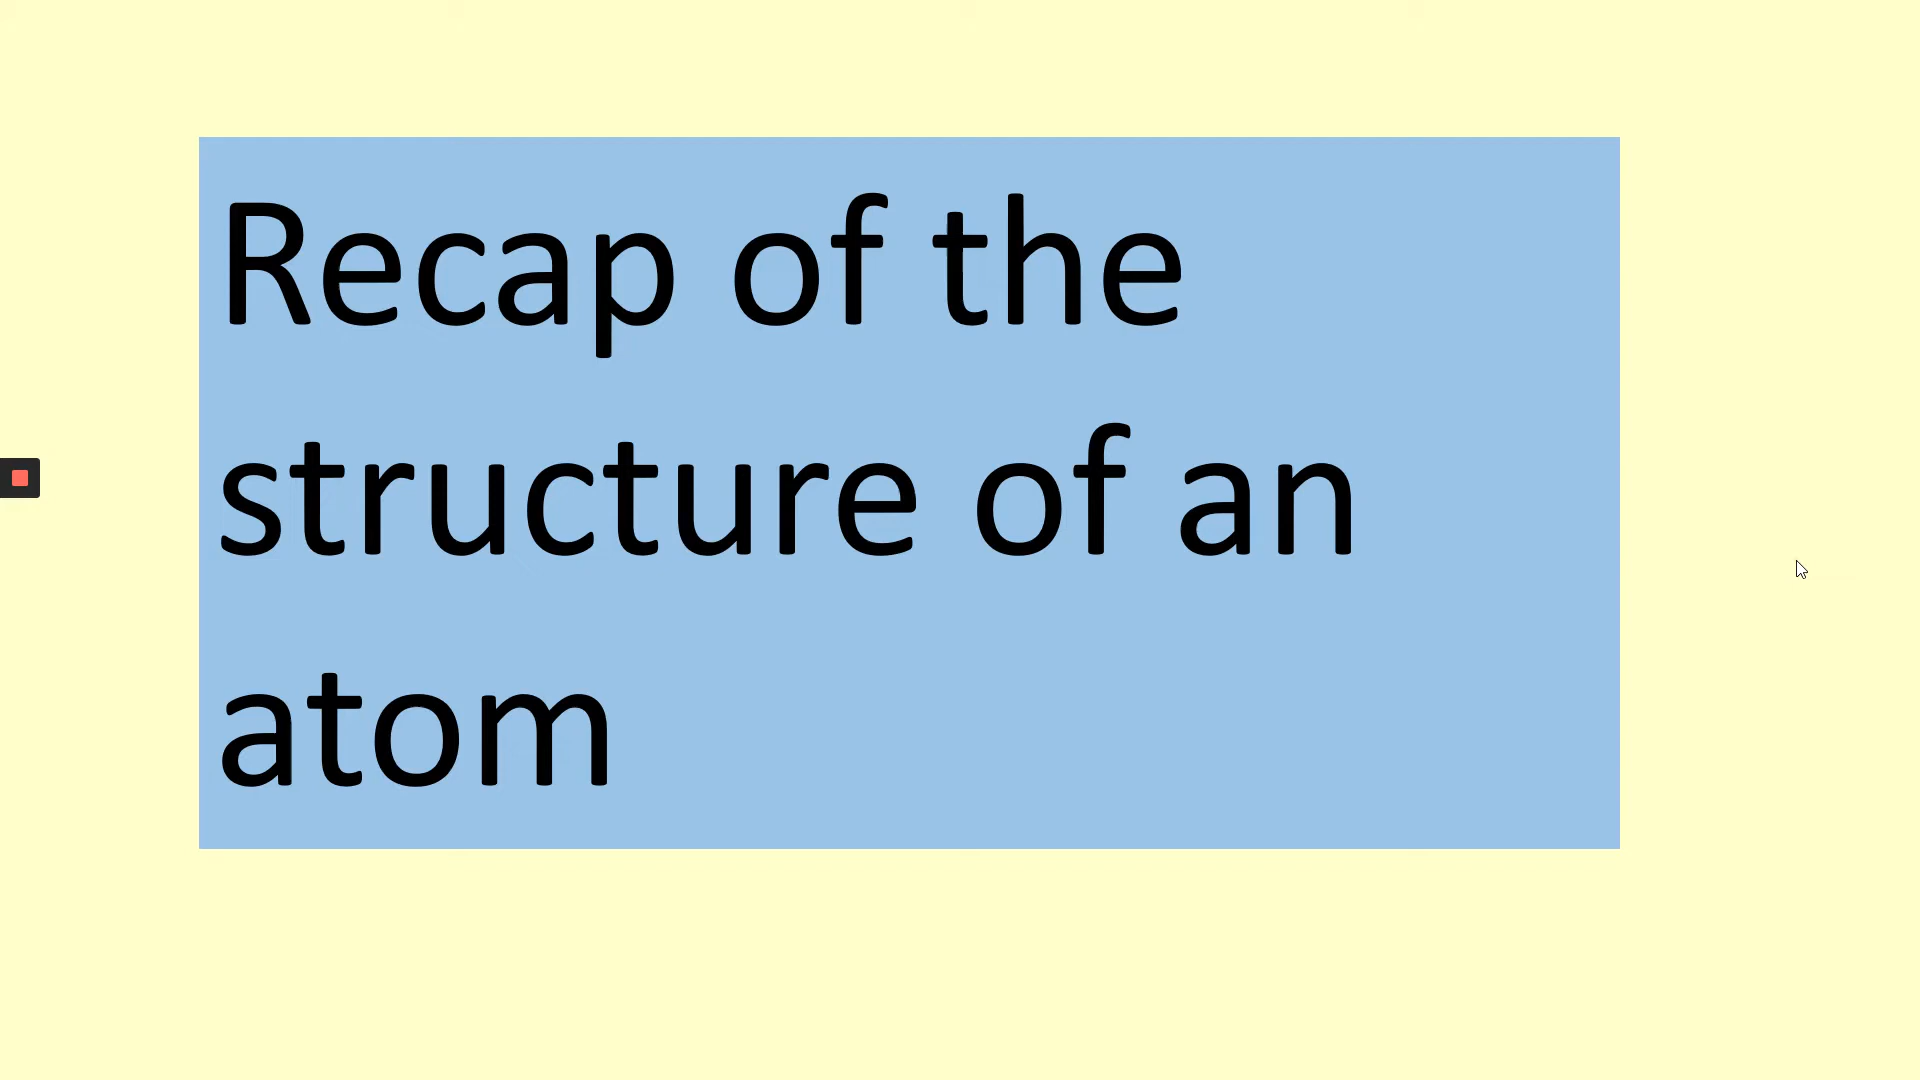 Recap of the
structure of an
atom